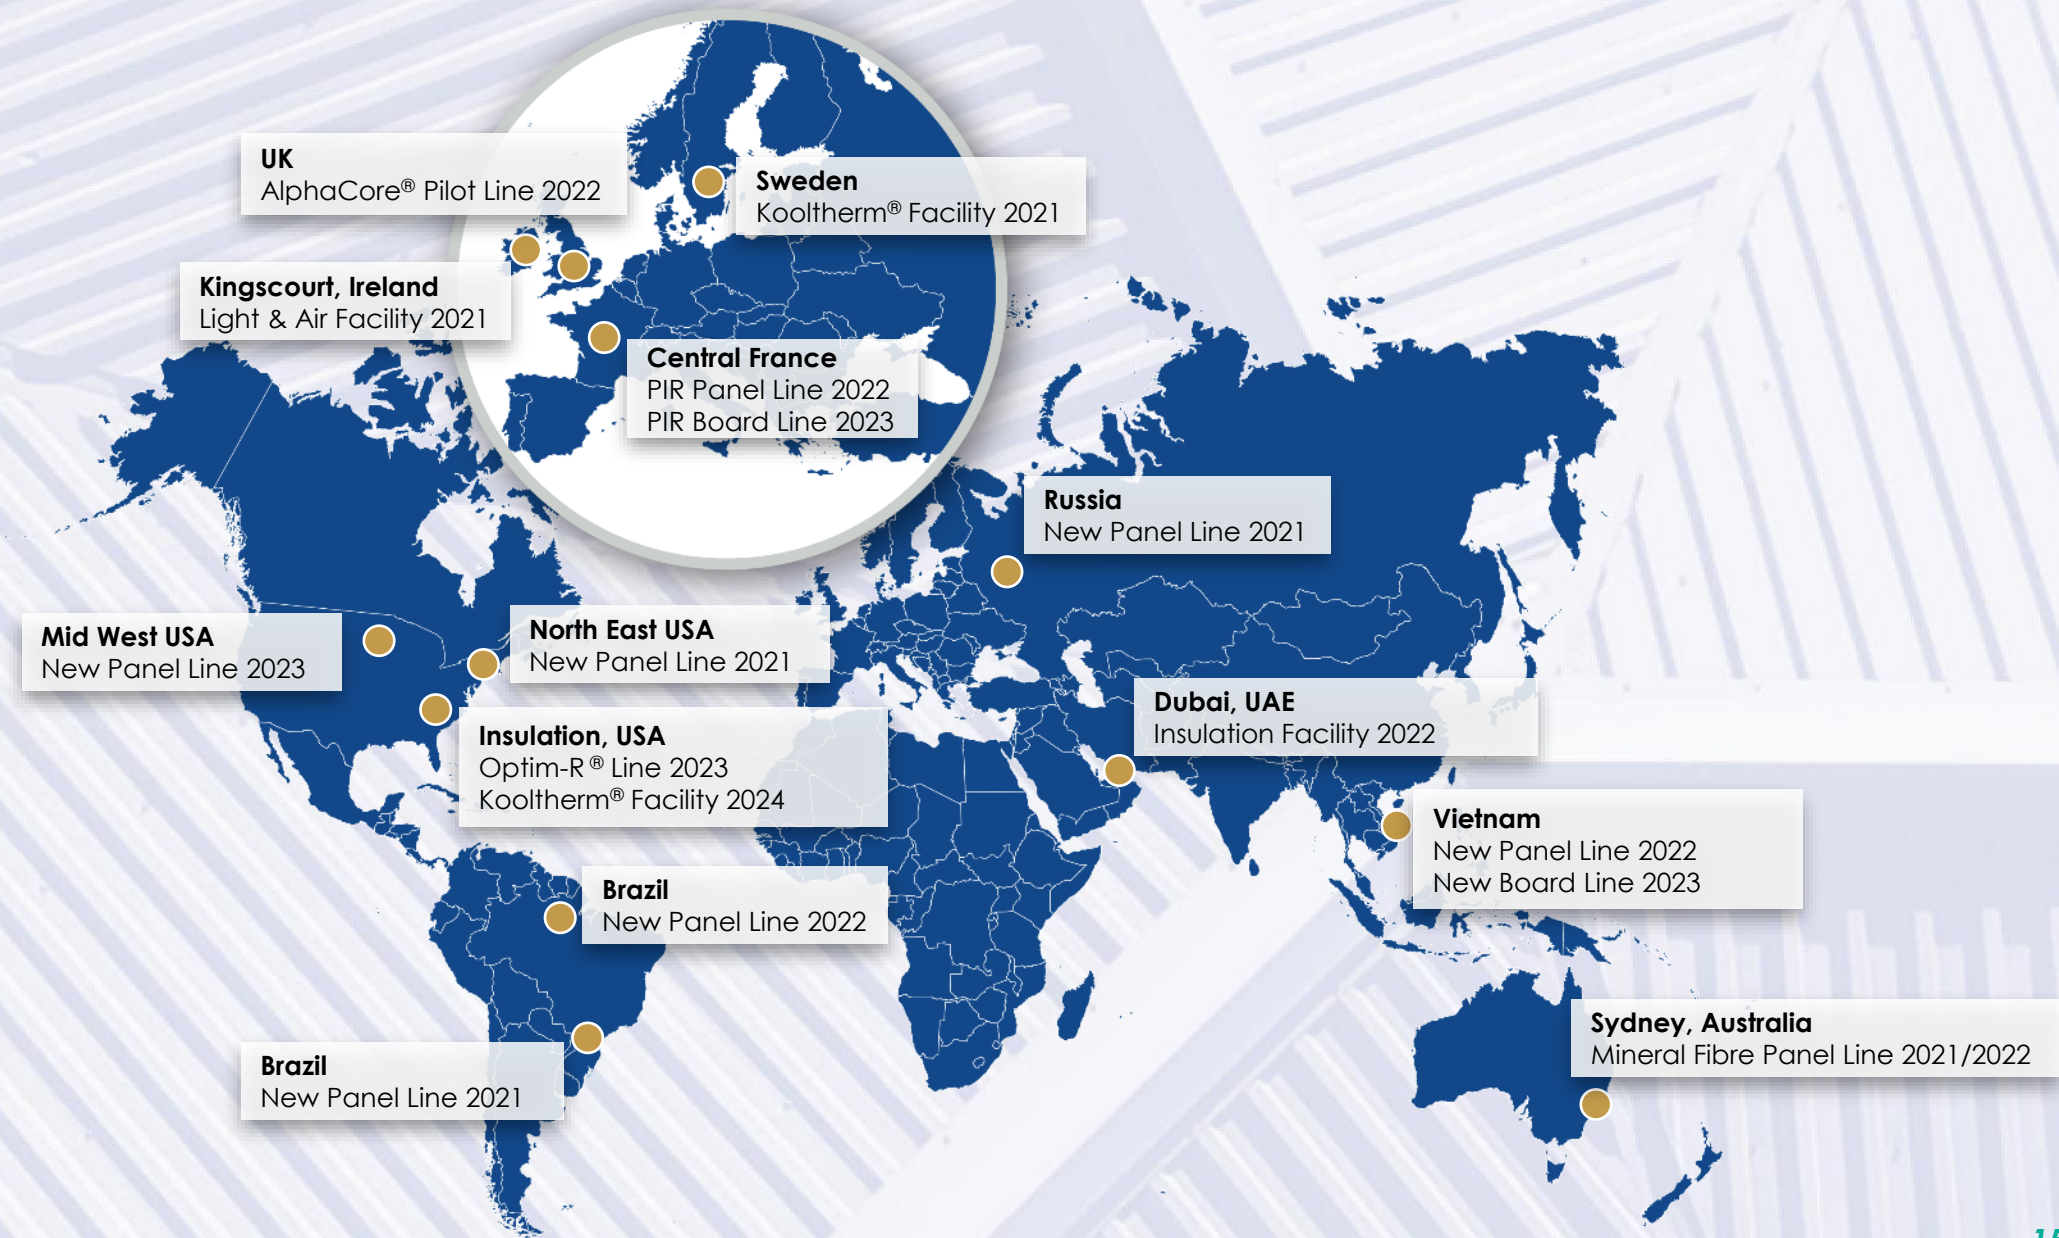 UK
AlphaCore® Pilot Line 2022
Sweden
Kooltherm® Facility 2021
Kingscourt, Ireland
Light & Air Facility 2021
Central France
PIR Panel Line 2022
PIR Board Line 2023
Russia
New Panel Line 2021
Mid West USA
New Panel Line 2023
North East USA
New Panel Line 2021
Insulation, USA
Optim-R® Line 2023
Kooltherm® Facility 2024
Dubai, UAE
Insulation Facility 2022
Vietnam
New Panel Line 2022
New Board Line 2023
Brazil
New Panel Line 2022
Sydney, Australia
Mineral Fibre Panel Line 2021/2022
Brazil
New Panel Line 2021